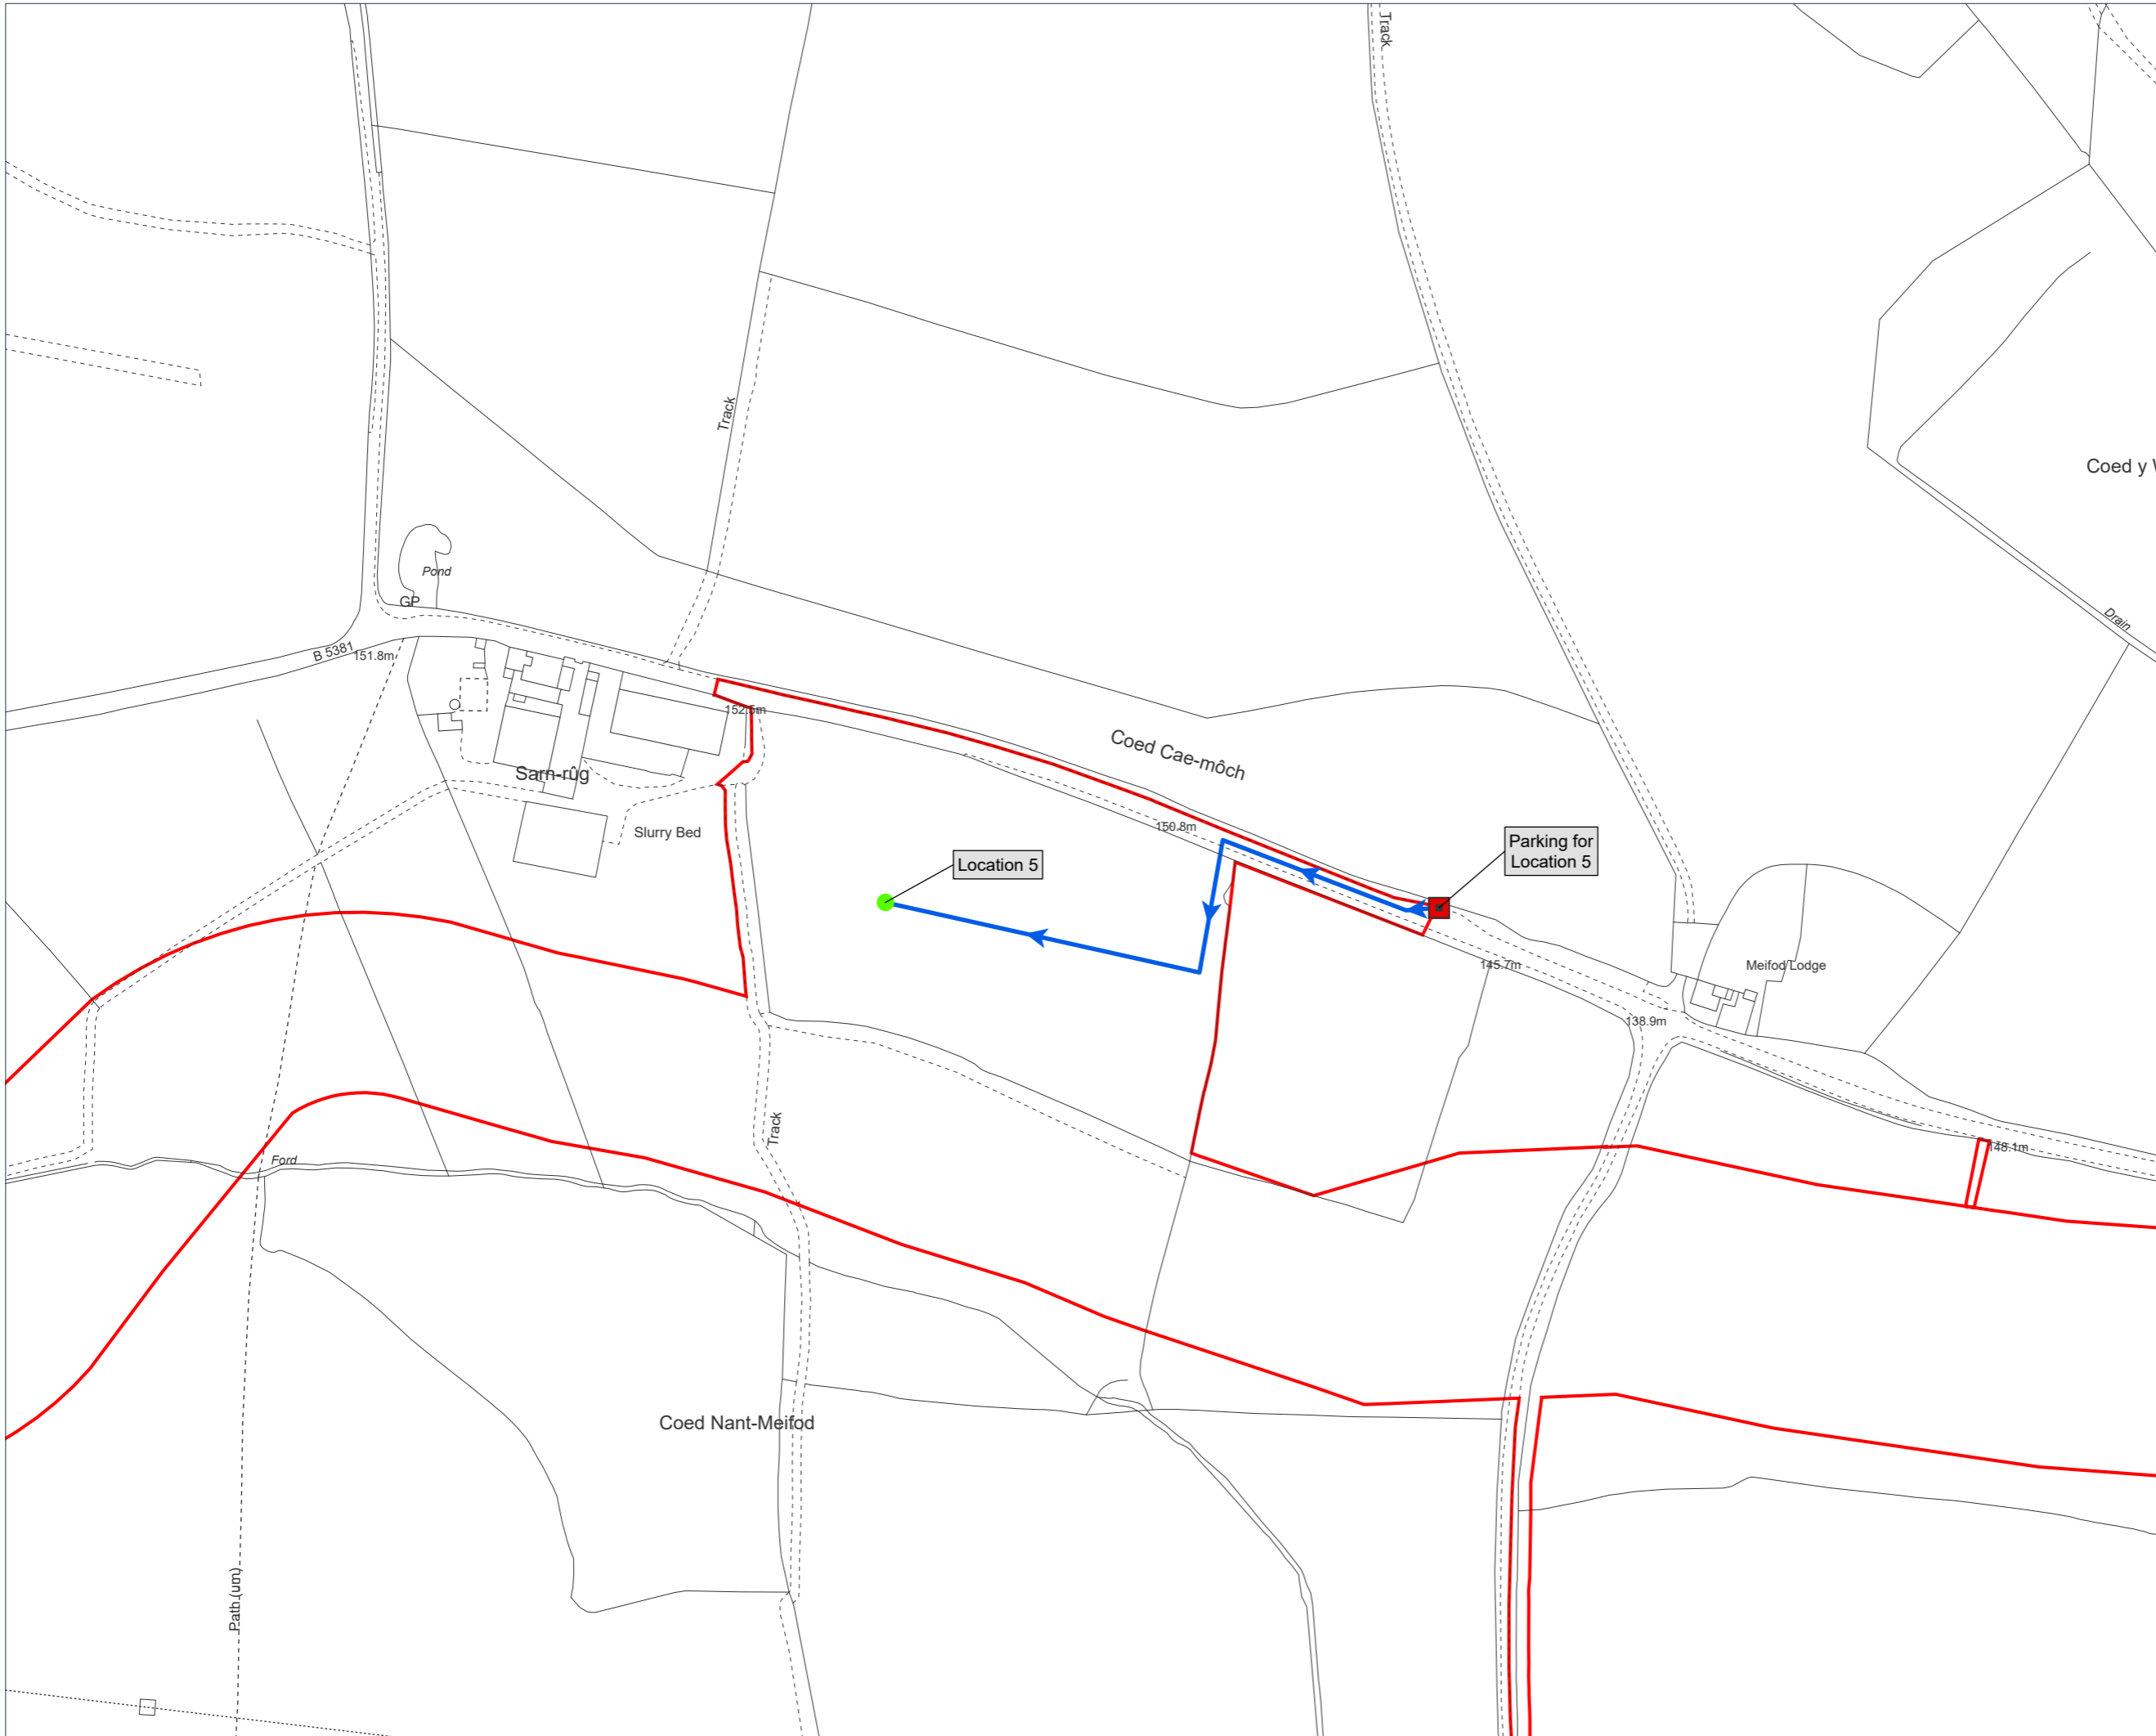 Track
Track
Coed y
Pond
GP
Drain
B 5381
151.8m
152.5m
Coed Cae-môch
Sarn-rûg
Slurry Bed
150.8m
Parking for
Location 5
Location 5
145.7m
Meifod Lodge
138.9m
Track
148.1m
Ford
Coed Nant-Meifod
Path (um)